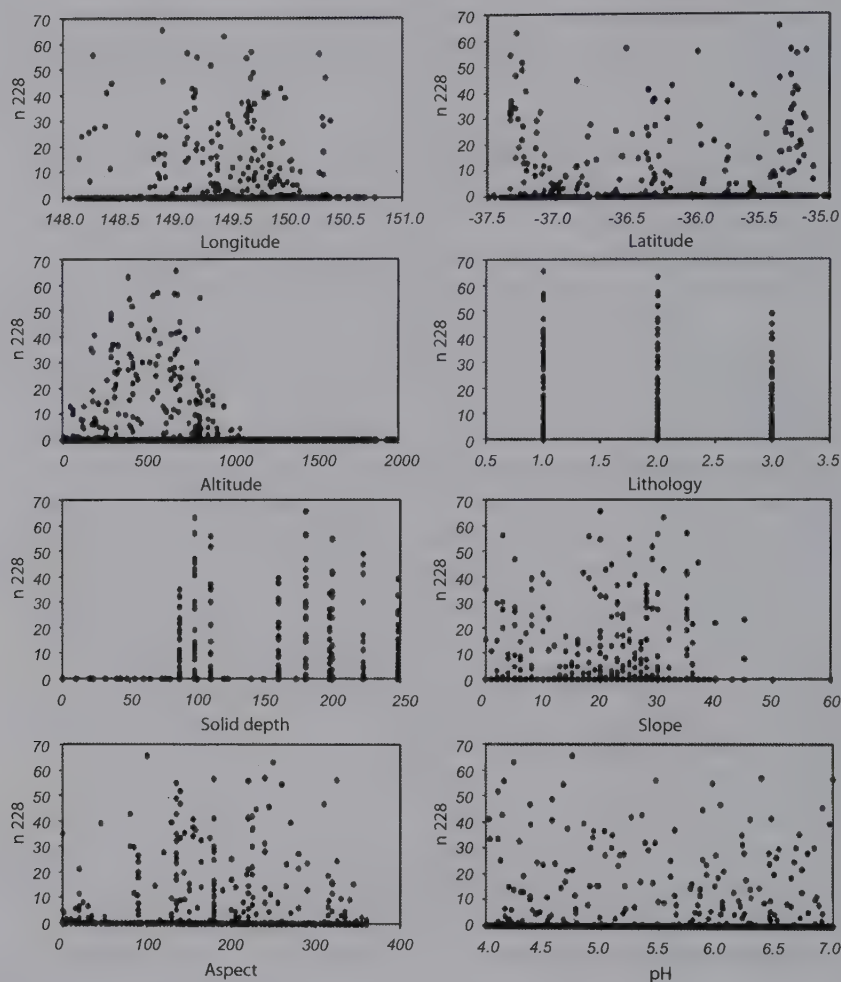 n 228
70
60
50
40
30
20
10
0
148.0 148.5 149.0 149.6 150.0 150.5 151.0
Longitude
n 228
70
60
50
40
30
20
10
0
-37.5 -37.0 -36.5 -36.0 -35.5 -35.0
Latitude
n 228
70
60
50
40
30
20
10
0
0 500 1000 1500 2000
Altitude
n 228
70
60
50
40
30
20
10
0
0.5 1.0 1.5 2.0 2.5 3.0 3.5
Lithology
n 228
70
60
50
40
30
20
10
0
0 50 100 150 200 250
Solid depth
n 228
70
60
50
40
30
20
10
0
0 10 20 30 40 50 60
Slope
n 228
70
60
50
40
30
20
10
0
0 100 200 300 400
Aspect
n 228
70
60
50
40
30
20
10
0
4.0 4.5 5.0 5.5 6.0 6.5 7.0
pH